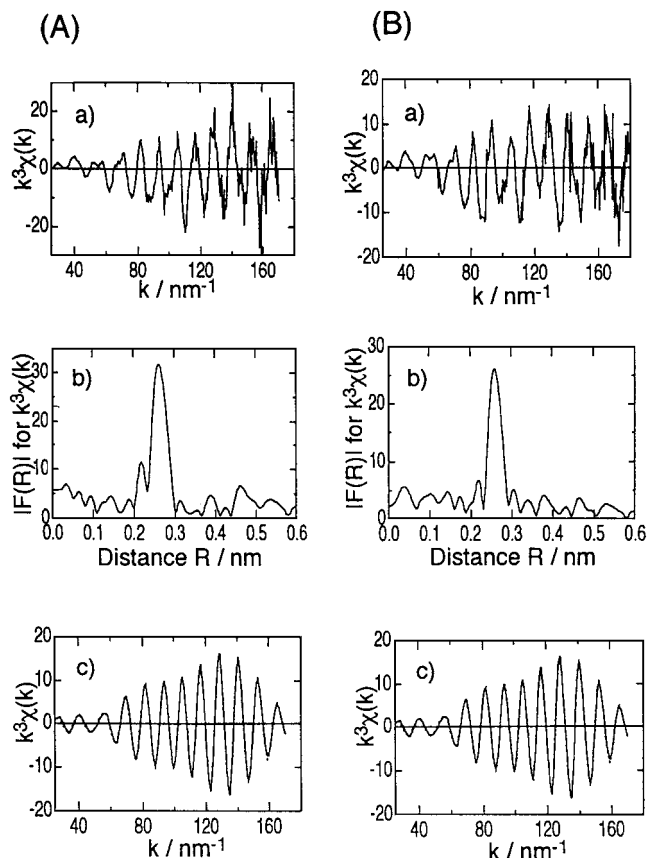 (A)
(B)
a)
k³χ(k)
20
0
-20
40 80 120 160
k / nm⁻¹
a)
k³χ(k)
20
10
0
-10
-20
40 80 120 160
k / nm⁻¹
b)
|F(R)| for k³χ(k)
30
20
10
0
0.0 0.1 0.2 0.3 0.4 0.5 0.6
Distance R / nm
b)
|F(R)| for k³χ(k)
30
20
10
0
0.0 0.1 0.2 0.3 0.4 0.5 0.6
Distance R / nm
c)
k³χ(k)
20
10
0
-10
-20
40 80 120 160
k / nm⁻¹
c)
k³χ(k)
20
10
0
-10
-20
40 80 120 160
k / nm⁻¹